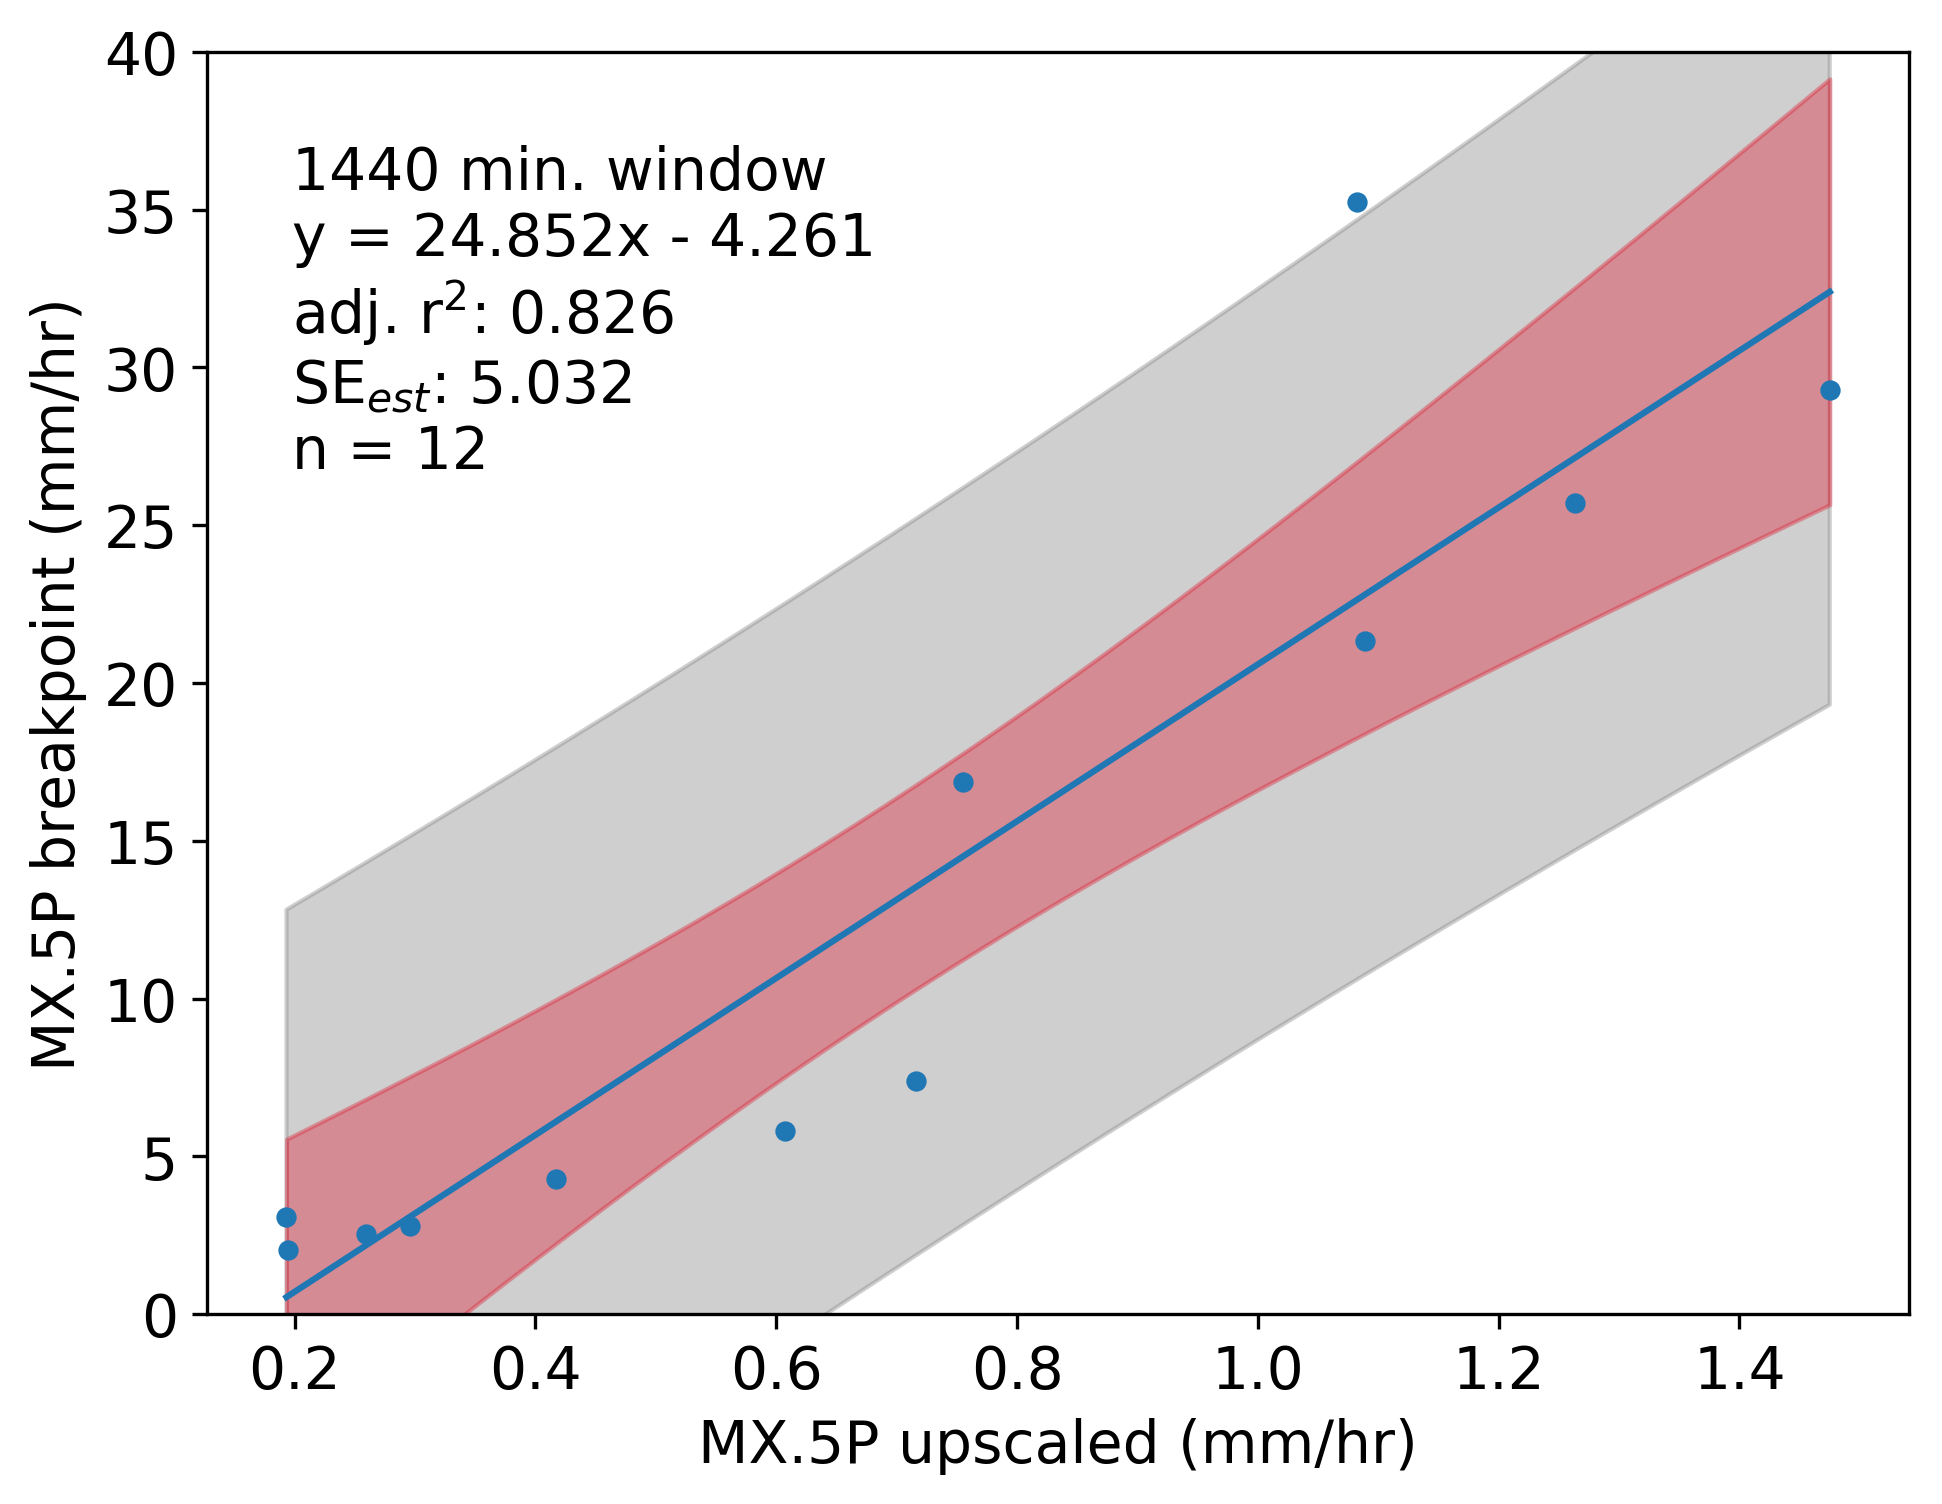 40
35
30
25
20
15
10
5
0
MX.5P breakpoint (mm/hr)
1440 min. window
y = 24.852x - 4.261
adj. r²: 0.826
SEest: 5.032
n = 12
0.2 0.4 0.6 0.8 1.0 1.2 1.4
MX.5P upscaled (mm/hr)